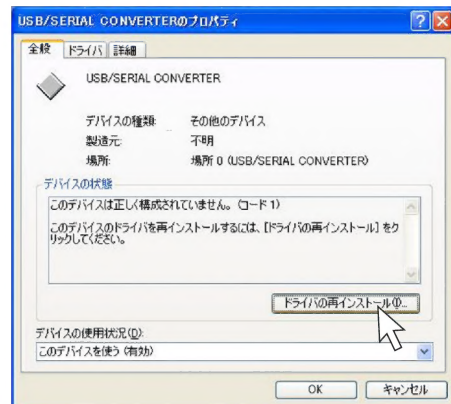 USB/SERIAL CONVERTERのプロパティ
全般 ドライバ 詳細
USB/SERIAL CONVERTER
デバイスの種類: その他のデバイス
製造元: 不明
場所: 場所 0 (USB/SERIAL CONVERTER)
デバイスの状態
このデバイスは正しく構成されていません。 (コード 1)
このデバイスのドライバを再インストールするには、[ドライバの再インストール] をク
リックしてください。
ドライバの再インストール(I)...
デバイスの使用状況(D):
このデバイスを使う (有効)
OK キャンセル